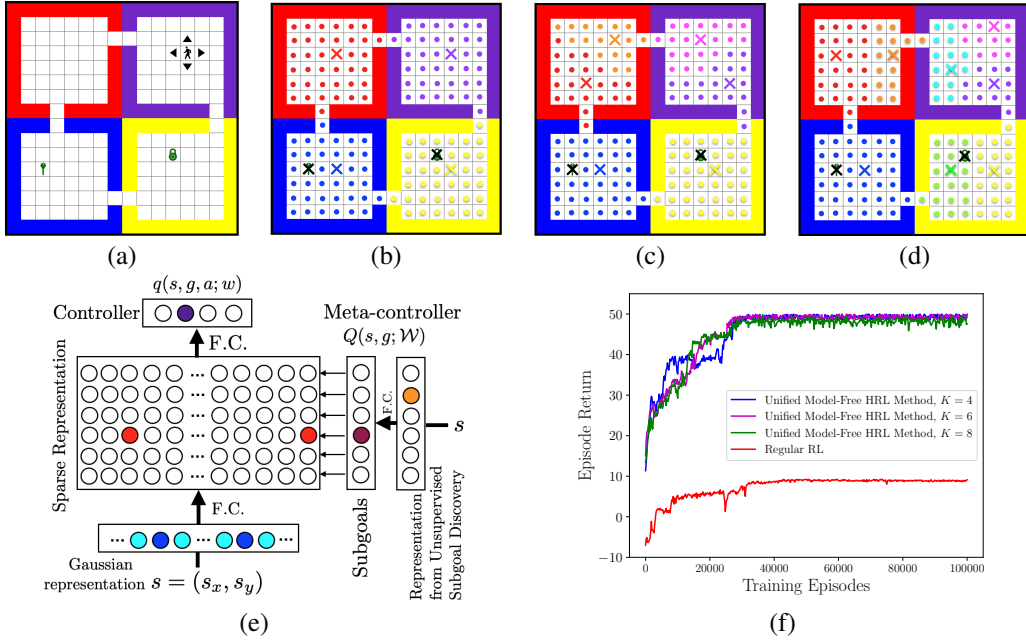 (a)
(b)
(c)
(d)
q(s, g, a; w)
Controller
F.C.
Meta-controller
Q(s, g; W)
Sparse Representation
...
...
...
...
...
...
F.C.
s
F.C.
... ... ...
Gaussian
representation s = (s_x, s_y)
Subgoals
Representation
from Unsupervised
Subgoal Discovery
(e)
Episode Return
50
40
30
20
10
0
−10
Unified Model-Free HRL Method, K = 4
Unified Model-Free HRL Method, K = 6
Unified Model-Free HRL Method, K = 8
Regular RL
0 20000 40000 60000 80000 100000
Training Episodes
(f)